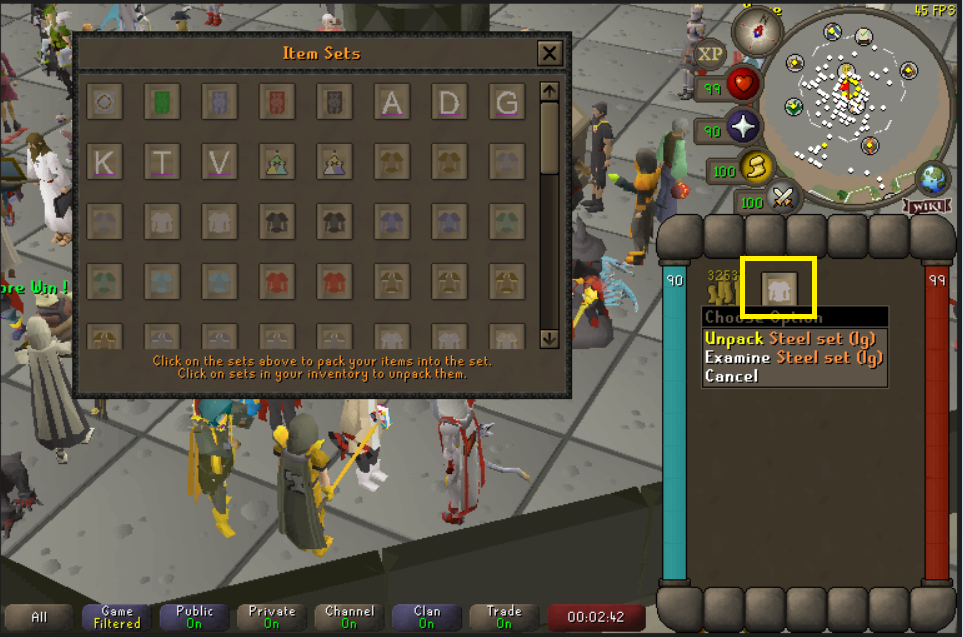 45 FPS
Item Sets
XP
99
A D G
90
K T V
100
100
WIKI
ore Win !
3253
90
99
Choose Option
Unpack Steel set (lg)
Examine Steel set (lg)
Cancel
Click on the sets above to pack your items into the set.
Click on sets in your inventory to unpack them.
All
Game
Filtered
Public
On
Private
On
Channel
On
Clan
On
Trade
On
00:02:42